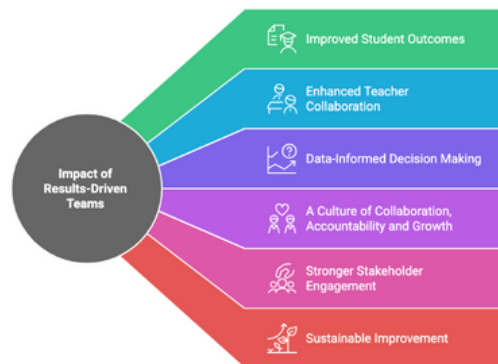 Impact of
Results-Driven
Teams
Improved Student Outcomes
Enhanced Teacher
Collaboration
Data-Informed Decision Making
A Culture of Collaboration,
Accountability and Growth
Stronger Stakeholder
Engagement
Sustainable Improvement